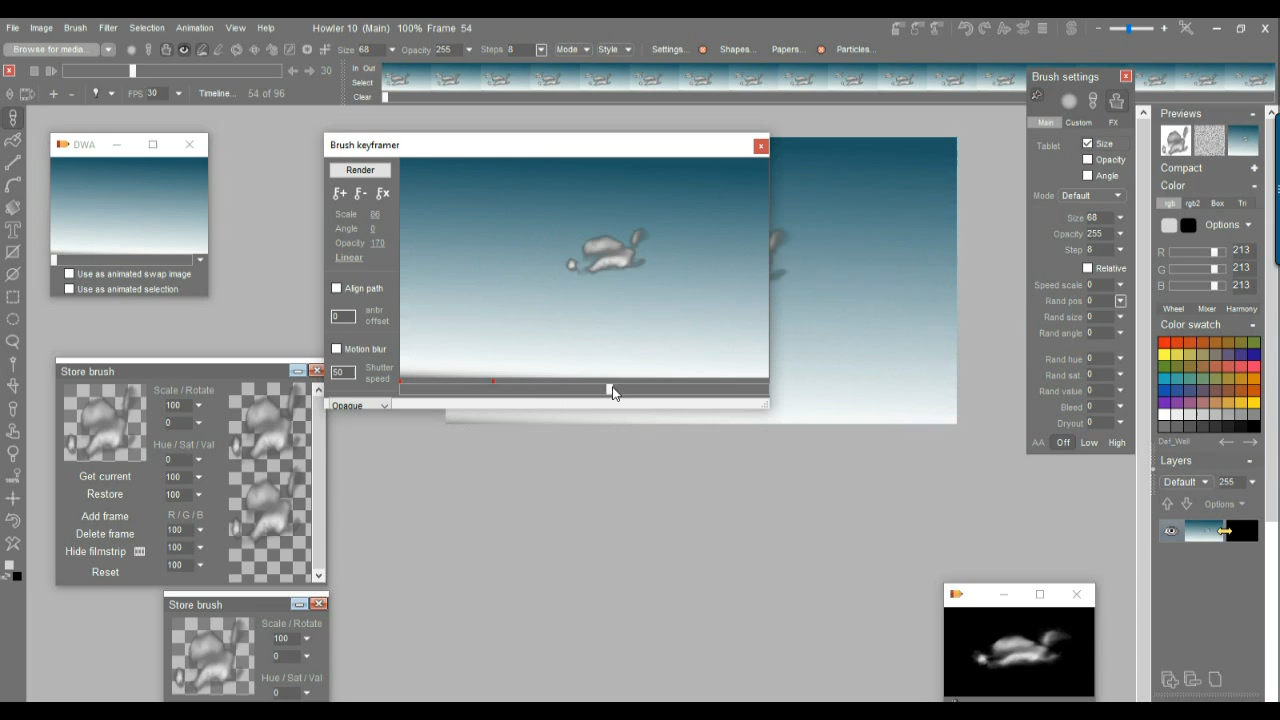 File Image Brush Filter Selection Animation View Help Howler 10 (Main) 100% Frame 54
Browse for media... Size 68 Opacity 255 Steps 8 Mode Style Settings... Shapes... Papers... Particles...
30
In Out
Select
Clear
FPS 30 Timeline... 54 of 96
DWA
Use as animated swap image
Use as animated selection
Brush keyframer
Render
Scale 06
Angle 0
Opacity 170
Linear
Align path
0 anbr offset
Motion blur
50 Shutter speed
Opaque
Store brush
Scale / Rotate
100
0
Hue / Sat / Val
0
Get current 100
Restore 100
Add frame R / G / B
Delete frame 100
Hide filmstrip 100
Reset 100
Store brush
Scale / Rotate
100
0
Hue / Sat / Val
0
Brush settings
Main Custom FX
Tablet Size
Opacity
Angle
Mode Default
Size 68
Opacity 255
Step 8
Relative
Speed scale 0
Rand pos 0
Rand size 0
Rand angle 0
Rand hue 0
Rand sat. 0
Rand value 0
Bleed 0
Dryout 0
AA Off Low High
Previews
Compact
Color
rgb rgb2 Box Tri
Options
R 213
G 213
B 213
Wheel Mixer Harmony
Color swatch
Def_Well
Layers
Default 255
Options